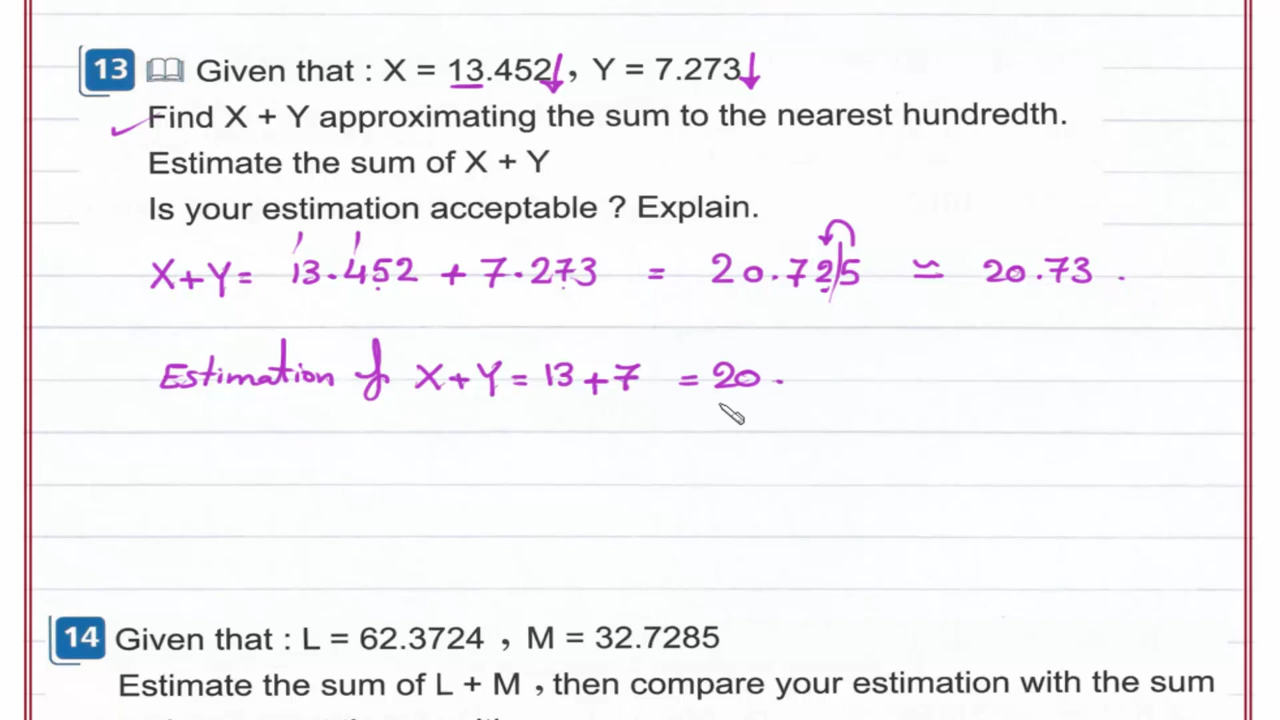 13 Given that : X = 13.452 , Y = 7.273
Find X + Y approximating the sum to the nearest hundredth.
Estimate the sum of X + Y
Is your estimation acceptable ? Explain.
X+Y= 13.452 + 7.273 = 20.725 ≃ 20.73 .
Estimation of X+Y = 13+7 = 20 .
14 Given that : L = 62.3724 , M = 32.7285
Estimate the sum of L + M , then compare your estimation with the sum